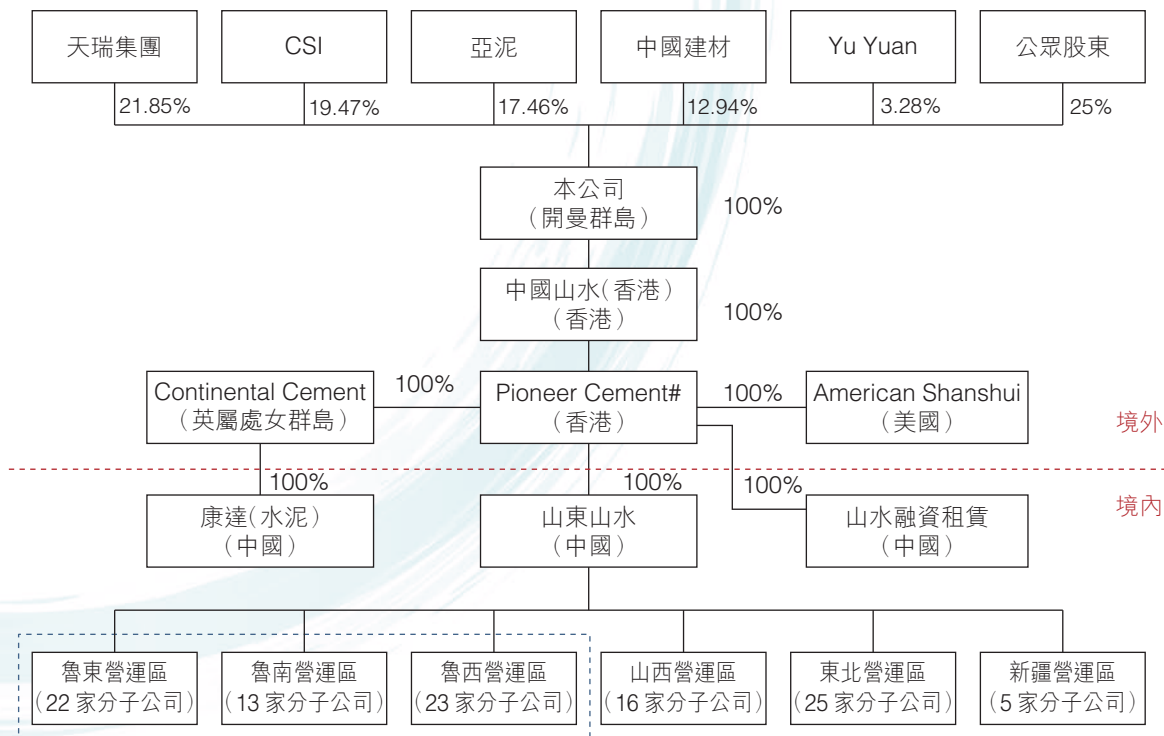 天瑞集團
CSI
亞泥
中國建材
Yu Yuan
公眾股東
21.85%
19.47%
17.46%
12.94%
3.28%
25%
本公司
（開曼群島）
100%
中國山水（香港）
（香港）
100%
Continental Cement
（英屬處女群島）
100%
Pioneer Cement#
（香港）
100%
American Shanshui
（美國）
境外
100%
100%
100%
境內
康達（水泥）
（中國）
山東山水
（中國）
山水融資租賃
（中國）
魯東營運區
（22 家分子公司）
魯南營運區
（13 家分子公司）
魯西營運區
（23 家分子公司）
山西營運區
（16 家分子公司）
東北營運區
（25 家分子公司）
新疆營運區
（5 家分子公司）